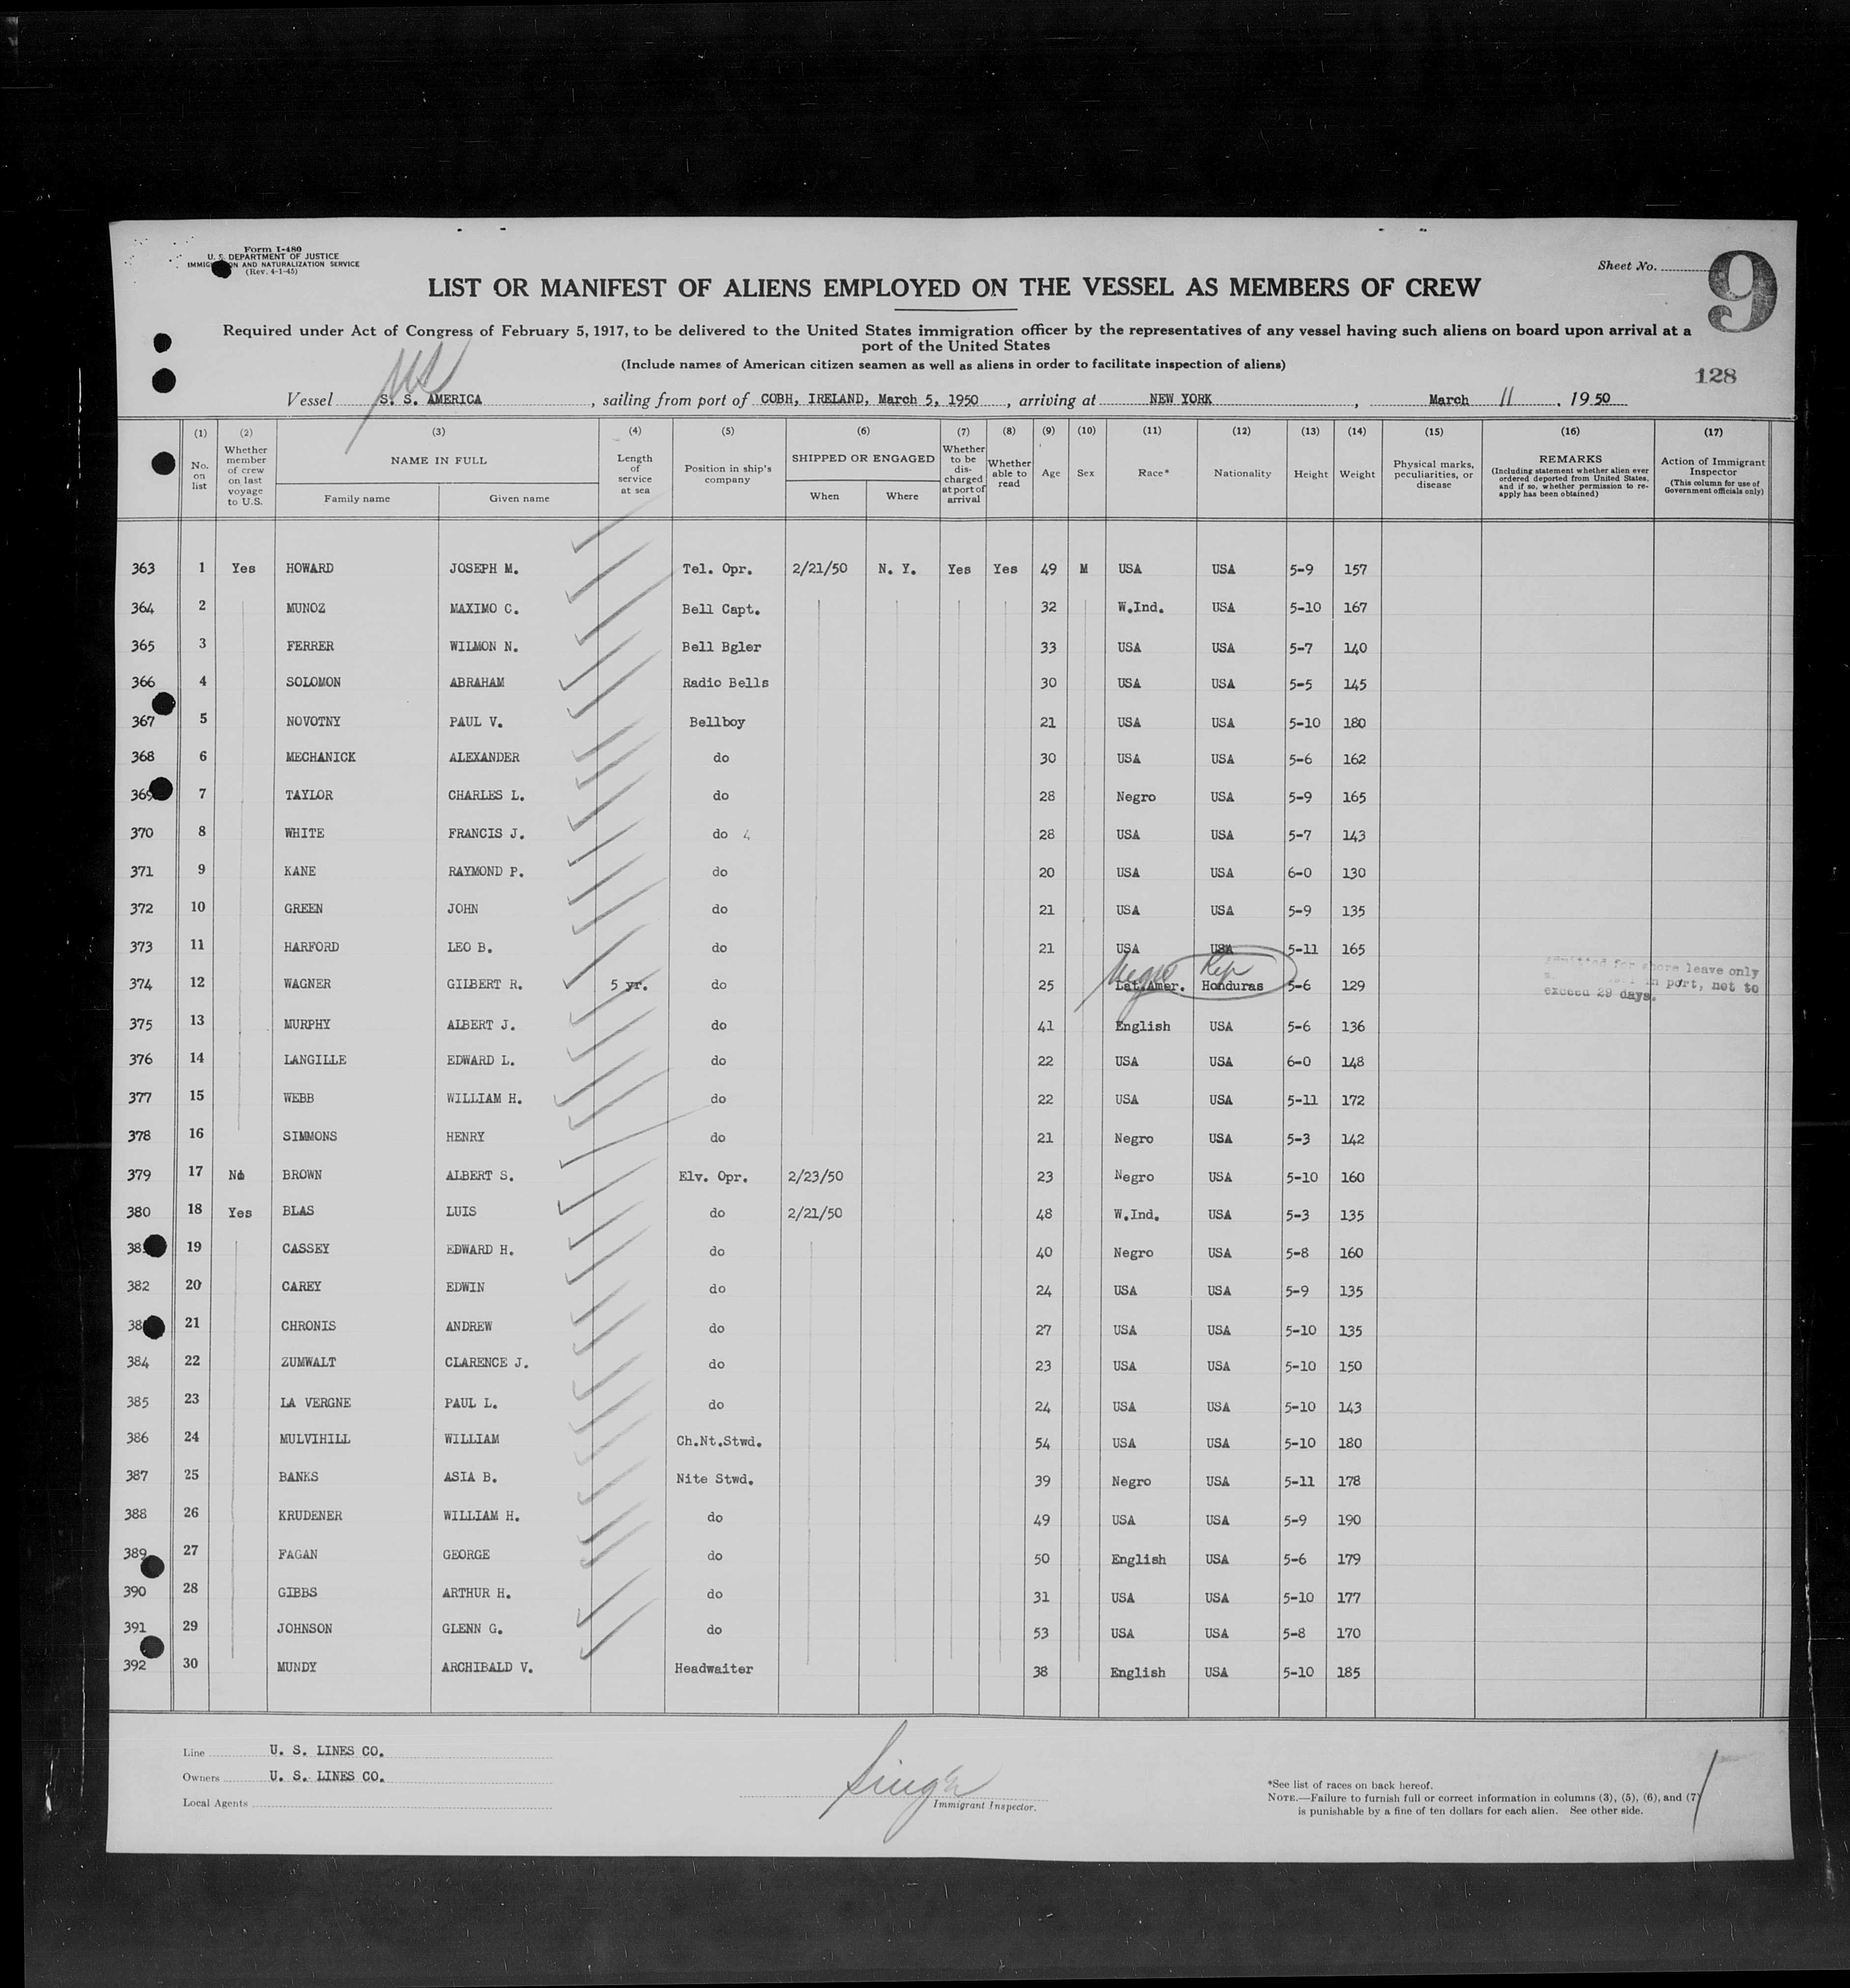 Form I-480
U. S. DEPARTMENT OF JUSTICE
IMMIGRATION AND NATURALIZATION SERVICE
(Rev. 4-1-45)
Sheet No. 9
LIST OR MANIFEST OF ALIENS EMPLOYED ON THE VESSEL AS MEMBERS OF CREW
Required under Act of Congress of February 5, 1917, to be delivered to the United States immigration officer by the representatives of any vessel having such aliens on board upon arrival at a
port of the United States
(Include names of American citizen seamen as well as aliens in order to facilitate inspection of aliens)
128
Vessel S. S. AMERICA, sailing from port of COBH, IRELAND, March 5, 1950, arriving at NEW YORK, March 11, 1950
(1) (2) (3) (4) (5) (6) (7) (8) (9) (10) (11) (12) (13) (14) (15) (16) (17)
No. on list
Whether member of crew on last voyage to U.S.
NAME IN FULL
Family name
Given name
Length of service at sea
Position in ship's company
SHIPPED OR ENGAGED
When
Where
Whether to be discharged at port of arrival
Whether able to read
Age
Sex
Race*
Nationality
Height
Weight
Physical marks, peculiarities, or disease
REMARKS
(Including statement whether alien ever ordered deported from United States, and if so, whether permission to re-apply has been obtained)
Action of Immigrant Inspector
(This column for use of Government officials only)
363 1 Yes HOWARD JOSEPH M. Tel. Opr. 2/21/50 N. Y. Yes Yes 49 M USA USA 5-9 157
364 2 MUNOZ MAXIMO C. Bell Capt. 32 W.Ind. USA 5-10 167
365 3 FERRER WILMON N. Bell Bgler 33 USA USA 5-7 140
366 4 SOLOMON ABRAHAM Radio Bells 30 USA USA 5-5 145
367 5 NOVOTNY PAUL V. Bellboy 21 USA USA 5-10 180
368 6 MECHANICK ALEXANDER do 30 USA USA 5-6 162
369 7 TAYLOR CHARLES L. do 28 Negro USA 5-9 165
370 8 WHITE FRANCIS J. do 28 USA USA 5-7 143
371 9 KANE RAYMOND P. do 20 USA USA 6-0 130
372 10 GREEN JOHN do 21 USA USA 5-9 135
373 11 HARFORD LEO B. do 21 USA USA 5-11 165
Negro Rep
374 12 WAGNER GILBERT R. 5 yr. do 25 Lat.Amer. Honduras 5-6 129
shore leave only
in port, not to
exceed 29 days.
375 13 MURPHY ALBERT J. do 41 English USA 5-6 136
376 14 LANGILLE EDWARD L. do 22 USA USA 6-0 148
377 15 WEBB WILLIAM H. do 22 USA USA 5-11 172
378 16 SIMMONS HENRY do 21 Negro USA 5-3 142
379 17 No BROWN ALBERT S. Elv. Opr. 2/23/50 23 Negro USA 5-10 160
380 18 Yes BLAS LUIS do 2/21/50 48 W.Ind. USA 5-3 135
38 19 CASSEY EDWARD H. do 40 Negro USA 5-8 160
382 20 CAREY EDWIN do 24 USA USA 5-9 135
38 21 CHRONIS ANDREW do 27 USA USA 5-10 135
384 22 ZUMWALT CLARENCE J. do 23 USA USA 5-10 150
385 23 LA VERGNE PAUL L. do 24 USA USA 5-10 143
386 24 MULVIHILL WILLIAM Ch.Nt.Stwd. 54 USA USA 5-10 180
387 25 BANKS ASIA B. Nite Stwd. 39 Negro USA 5-11 178
388 26 KRUDENER WILLIAM H. do 49 USA USA 5-9 190
389 27 FAGAN GEORGE do 50 English USA 5-6 179
390 28 GIBBS ARTHUR H. do 31 USA USA 5-10 177
391 29 JOHNSON GLENN G. do 53 USA USA 5-8 170
392 30 MUNDY ARCHIBALD V. Headwaiter 38 English USA 5-10 185
Line U. S. LINES CO.
Owners U. S. LINES CO.
Local Agents
Singer
Immigrant Inspector.
*See list of races on back hereof.
NOTE.—Failure to furnish full or correct information in columns (3), (5), (6), and (7)
is punishable by a fine of ten dollars for each alien. See other side.